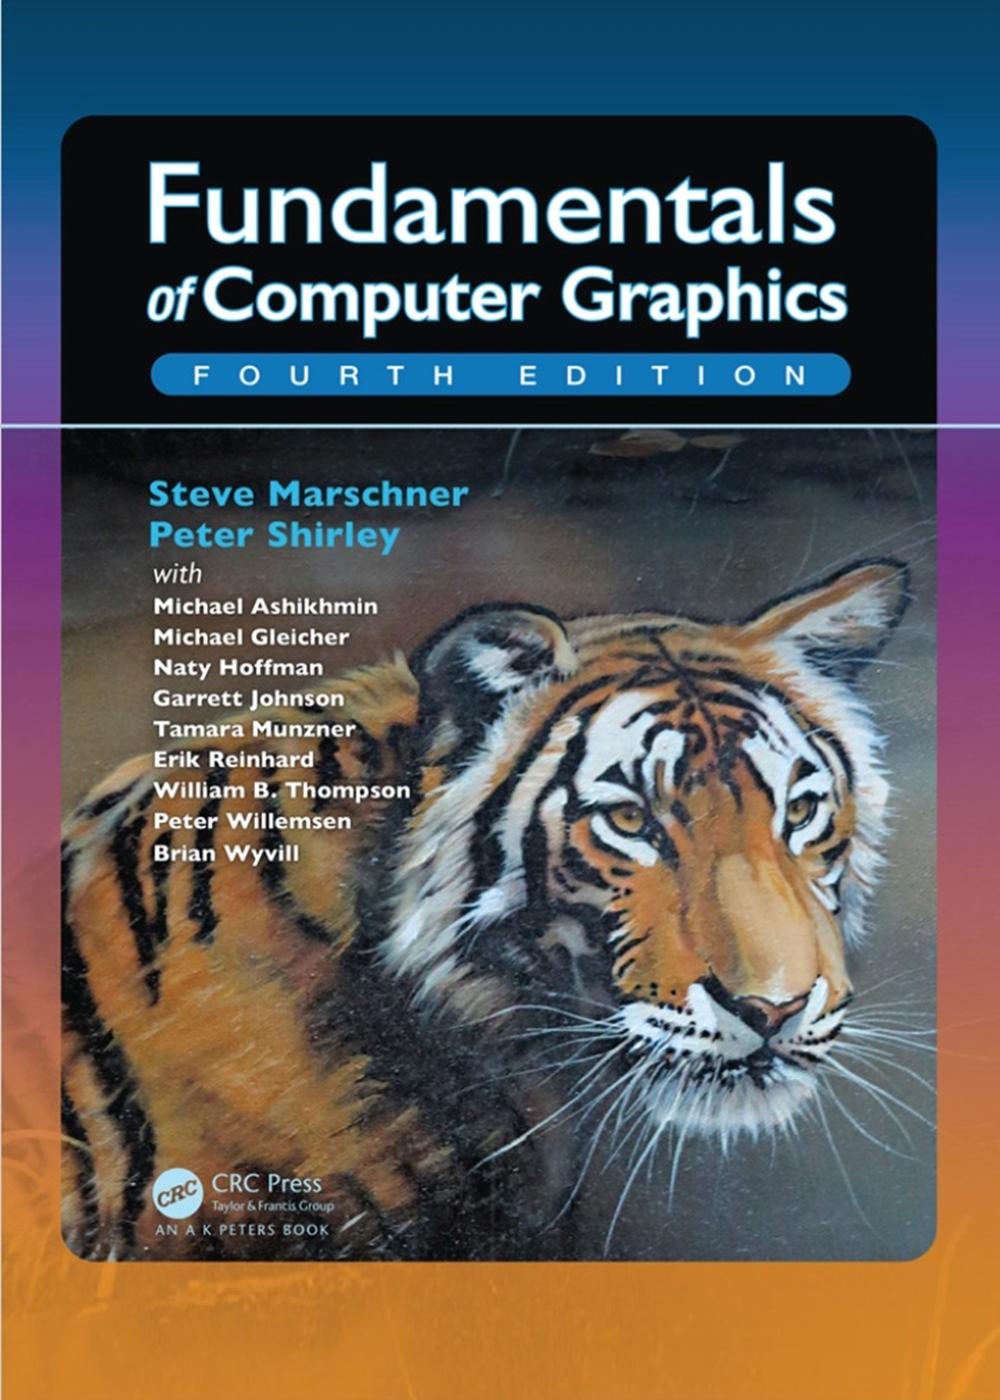 Fundamentals
of Computer Graphics
FOURTH EDITION
Steve Marschner
Peter Shirley
with
Michael Ashikhmin
Michael Gleicher
Naty Hoffman
Garrett Johnson
Tamara Munzner
Erik Reinhard
William B. Thompson
Peter Willemsen
Brian Wyvill
CRC
CRC Press
Taylor & Francis Group
AN A K PETERS BOOK